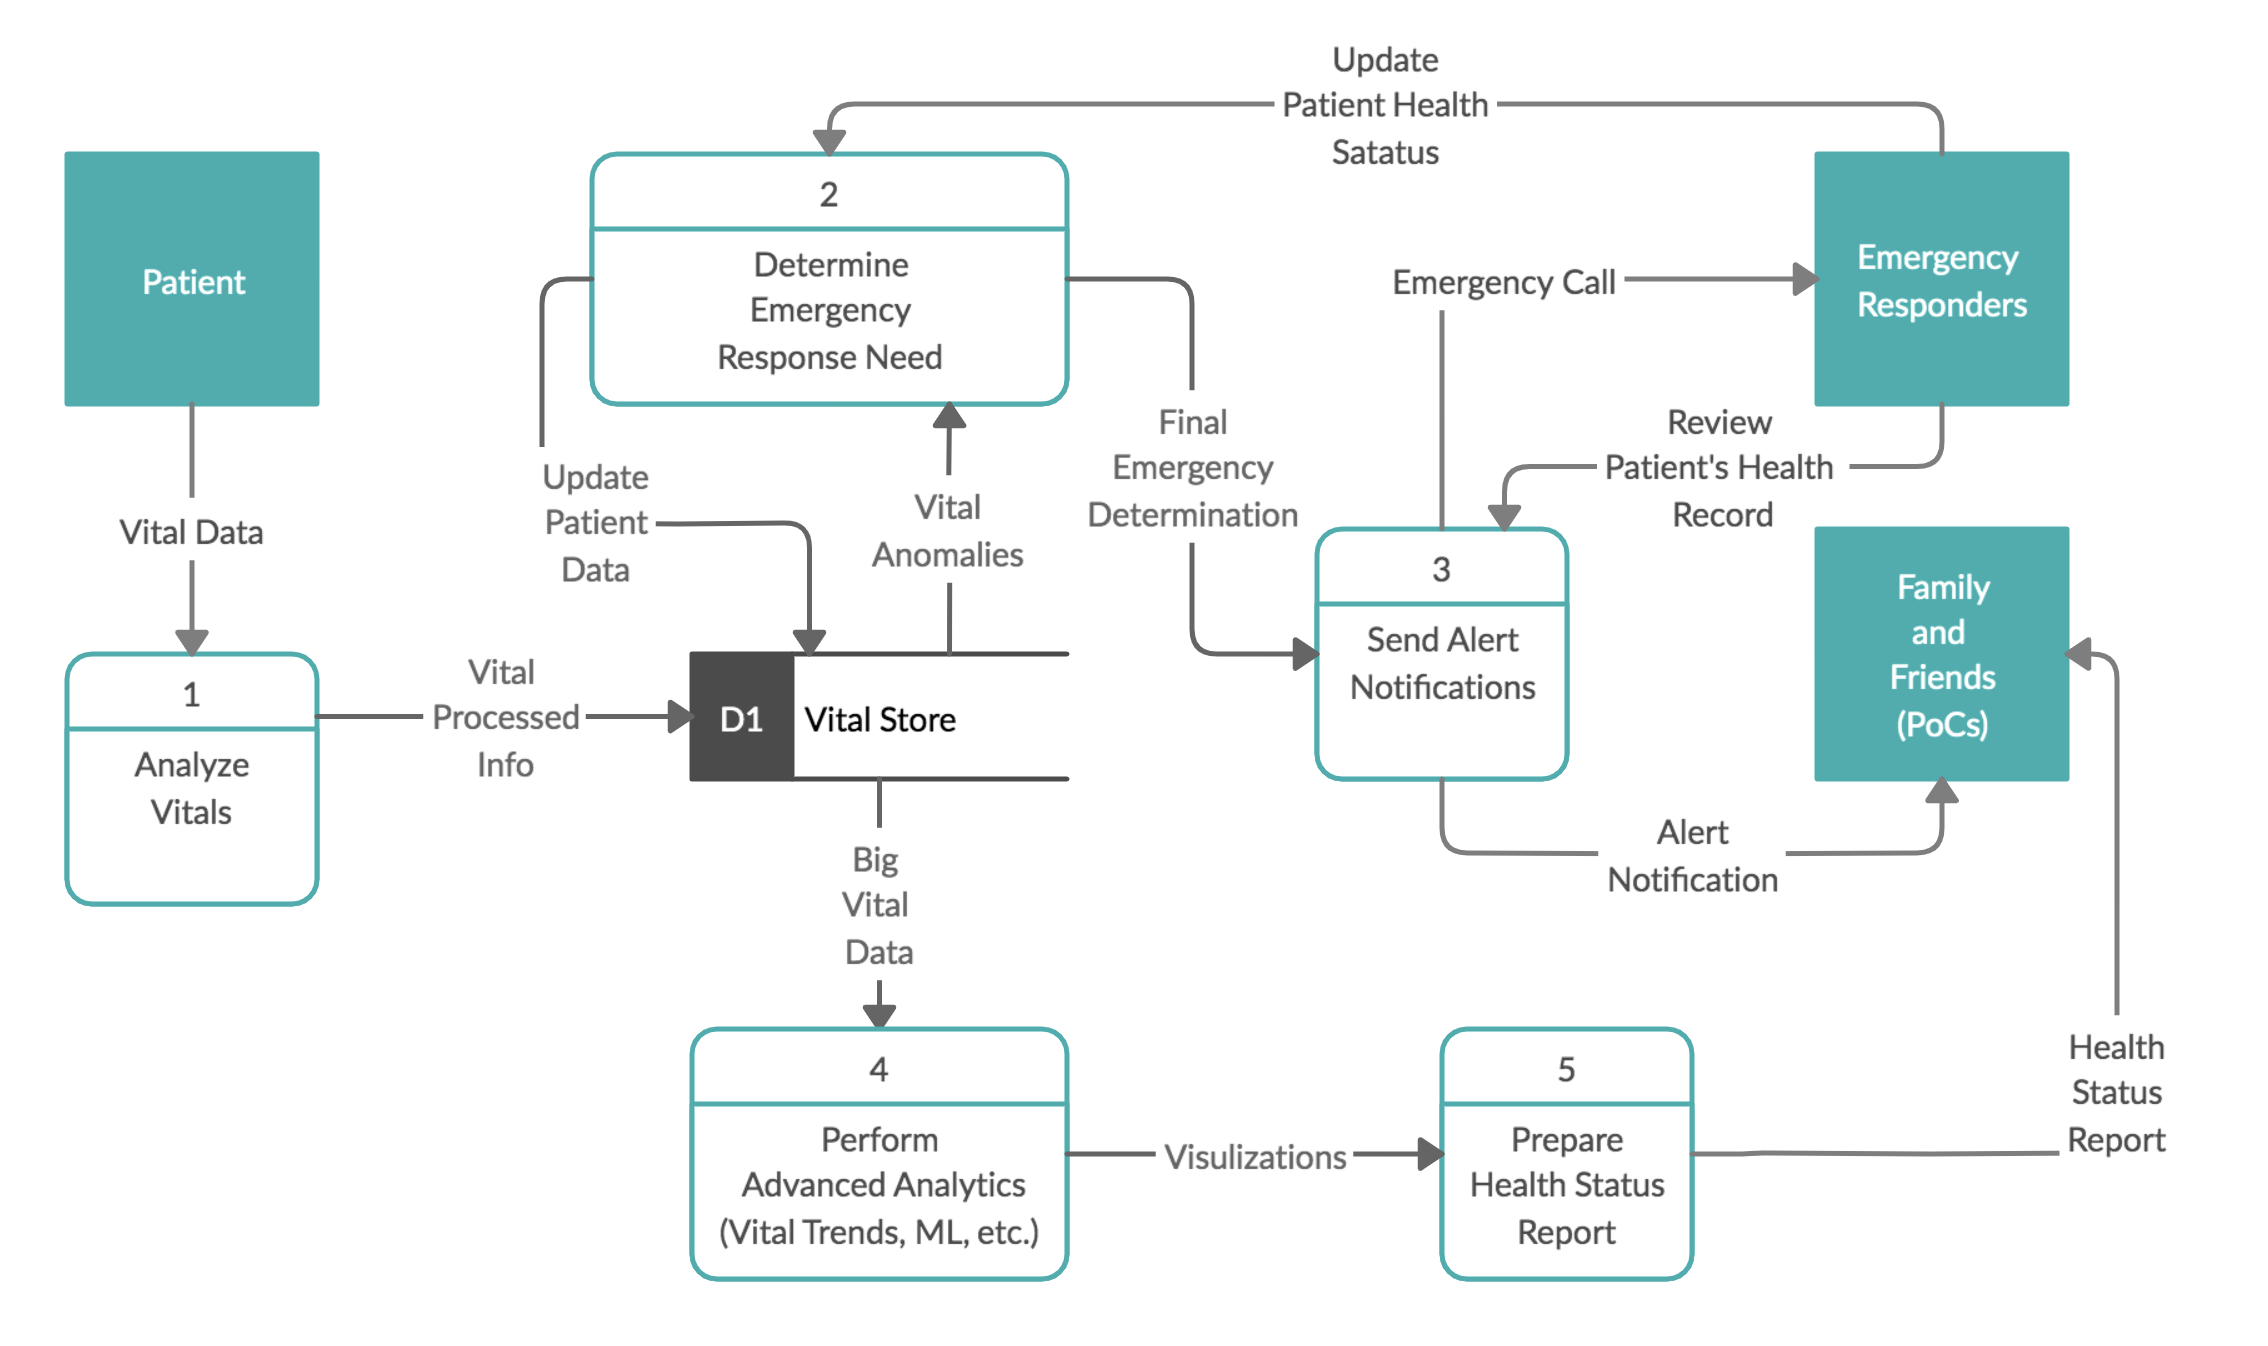 Update
Patient Health
Satatus
Patient
2
Determine
Emergency
Response Need
Emergency Call
Emergency
Responders
Final
Emergency
Determination
Review
Patient's Health
Record
Update
Patient
Data
Vital
Anomalies
Vital Data
3
Send Alert
Notifications
Family
and
Friends
(PoCs)
1
Analyze
Vitals
Vital
Processed
Info
D1
Vital Store
Alert
Notification
Big
Vital
Data
Health
Status
Report
4
Perform
Advanced Analytics
(Vital Trends, ML, etc.)
Visulizations
5
Prepare
Health Status
Report